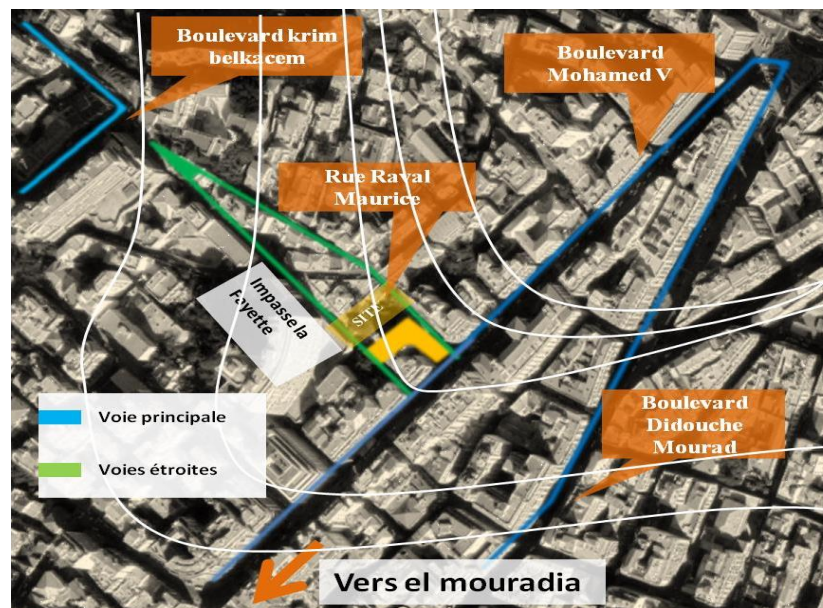 Boulevard krim
belkacem
Boulevard
Mohamed V
Rue Raval
Maurice
Impasse la
Fayette
SITE
Voie principale
Voies étroites
Boulevard
Didouche
Mourad
Vers el mouradia